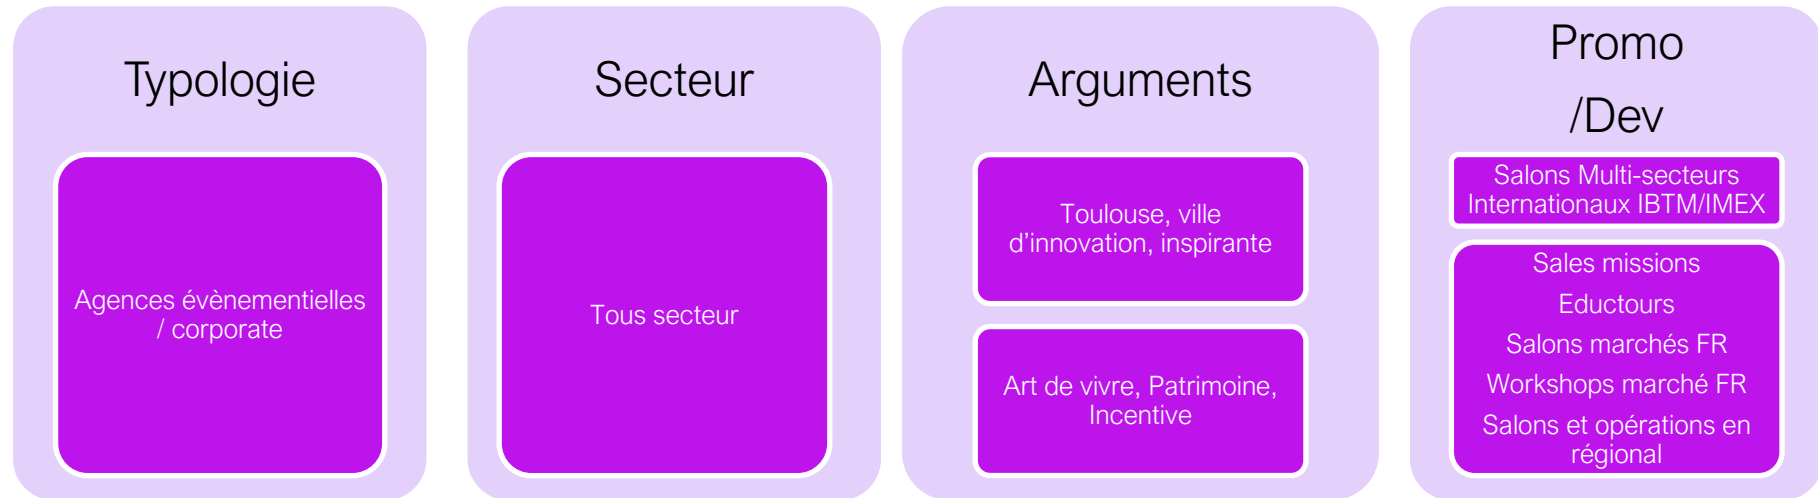 Typologie
Agences évènementielles
/ corporate
Secteur
Tous secteur
Arguments
Toulouse, ville
d’innovation, inspirante
Art de vivre, Patrimoine,
Incentive
Promo
/Dev
Salons Multi-secteurs
Internationaux IBTM/IMEX
Sales missions
Eductours
Salons marchés FR
Workshops marché FR
Salons et opérations en
régional